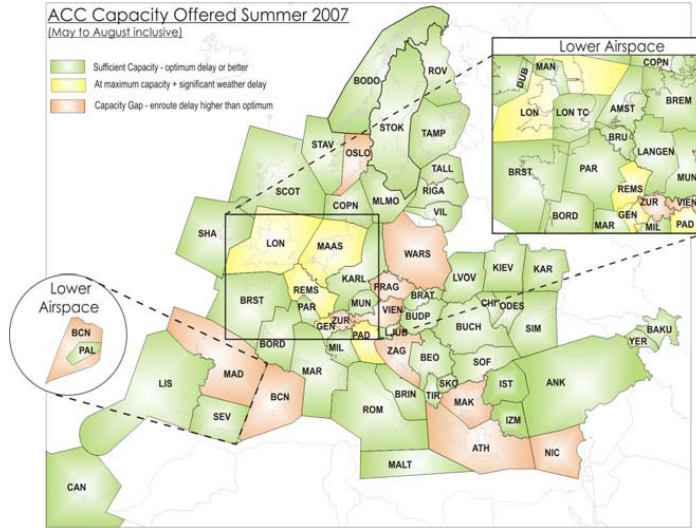 ACC Capacity Offered Summer 2007
(May to August inclusive)
Sufficient Capacity - optimum delay or better
At maximum capacity + significant weather delay
Capacity Gap - enroute delay higher than optimum
Lower Airspace
DUB
MAN
COPN
LON
LON TC
AMST
BREM
BRU
LANGEN
BRST
PAR
REMS
MUN
ZUR
VIEN
GEN
BORD
MAR
MIL
PAD
BODO
ROV
STOK
STAV
OSLO
TAMP
TALL
SCOT
RIGA
COPN
MLMO
VIL
SHA
LON
MAAS
WARS
KARL
LVOV
KIEV
KAR
REMS
PRAG
BRST
PAR
MUN
VIEN
BRAT
CHI
ODES
BUDP
ZUR
GEN
LJUB
BUCH
SIM
BORD
MIL
PAD
ZAG
BEO
BAKU
YER
Lower
Airspace
BCN
PAL
MAD
MAR
SOF
LIS
BCN
SKO
IST
ANK
SEV
ROM
BRIN
TIR
MAK
IZM
ATH
NIC
MALT
CAN